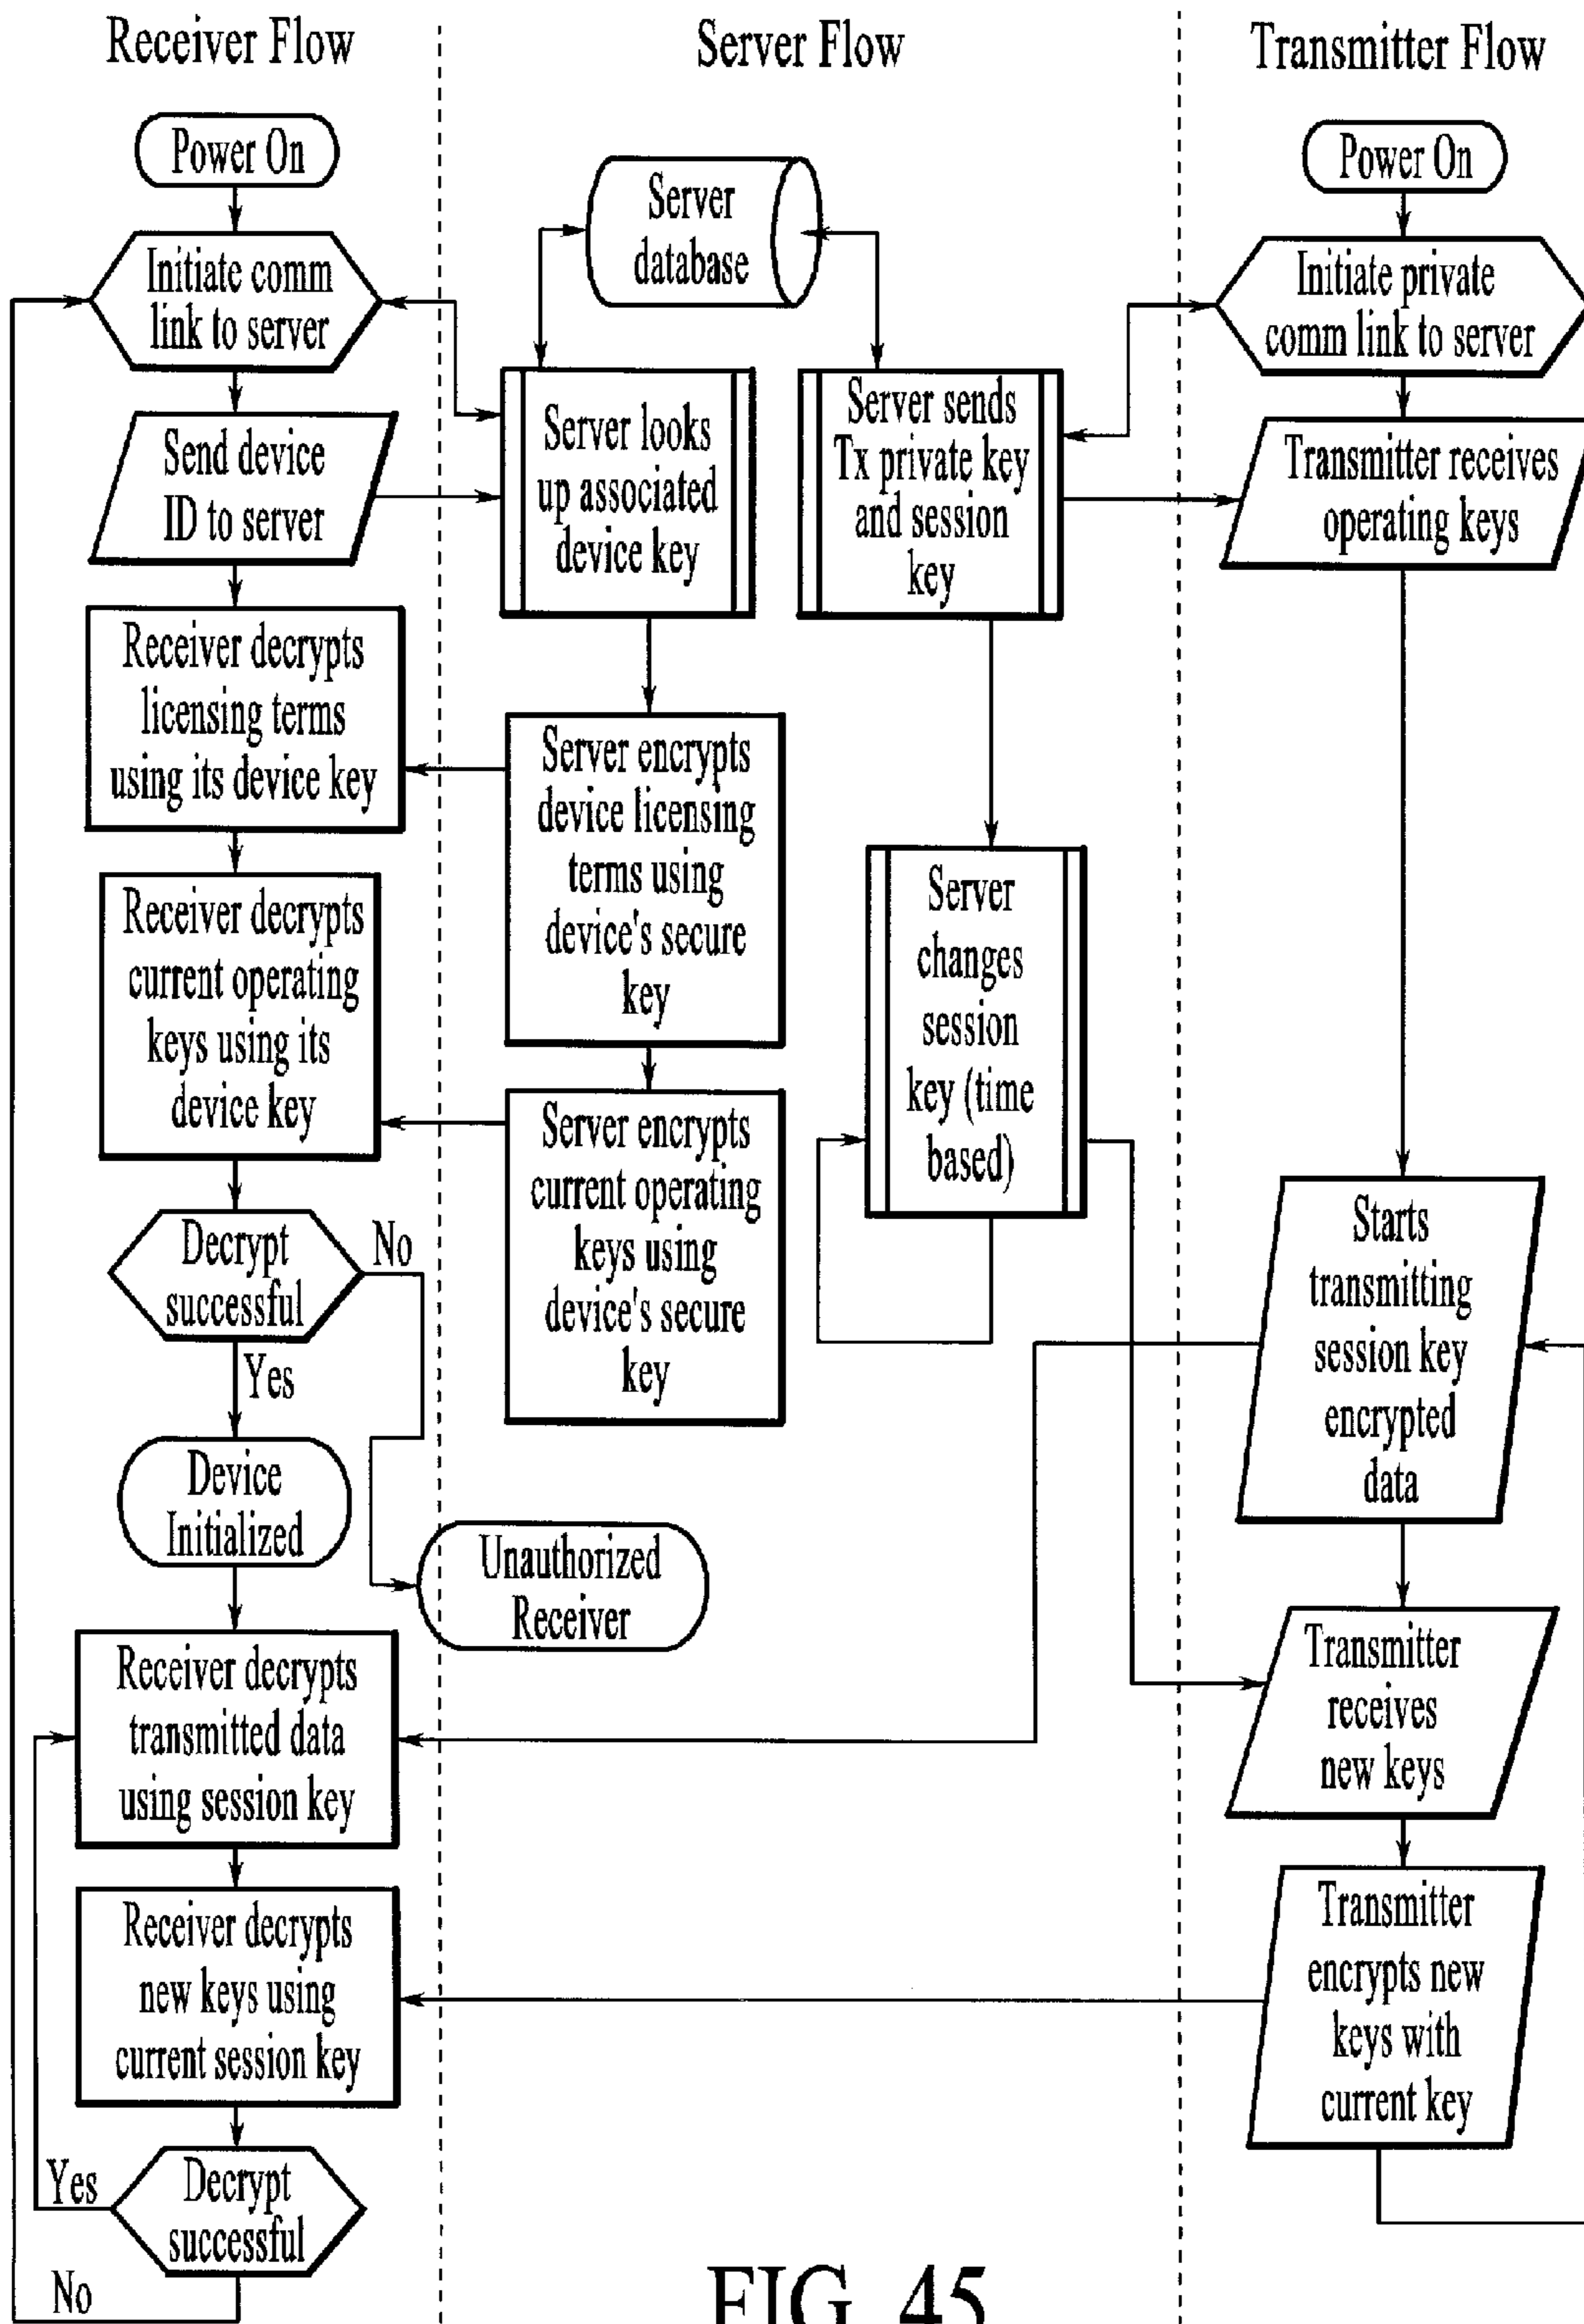 Receiver Flow
Server Flow
Transmitter Flow
Power On
Initiate comm
link to server
Send device
ID to server
Receiver decrypts
licensing terms
using its device key
Receiver decrypts
current operating
keys using its
device key
Decrypt
successful
No
Yes
Device
Initialized
Unauthorized
Receiver
Receiver decrypts
transmitted data
using session key
Receiver decrypts
new keys using
current session key
Decrypt
successful
Yes
No
Server
database
Server looks
up associated
device key
Server sends
Tx private key
and session
key
Server encrypts
device licensing
terms using
device's secure
key
Server encrypts
current operating
keys using
device's secure
key
Server
changes
session
key (time
based)
Power On
Initiate private
comm link to server
Transmitter receives
operating keys
Starts
transmitting
session key
encrypted
data
Transmitter
receives
new keys
Transmitter
encrypts new
keys with
current key
FIG. 45